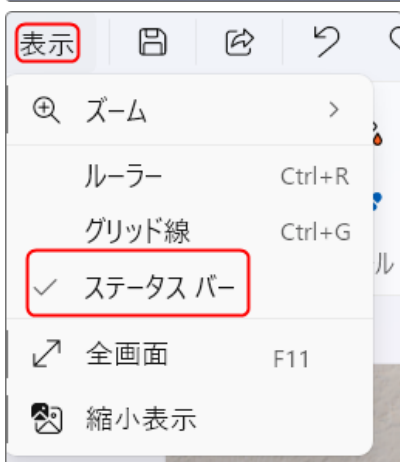 表示
ズーム
ルーラー Ctrl+R
グリッド線 Ctrl+G
ステータス バー
ル
全画面 F11
縮小表示